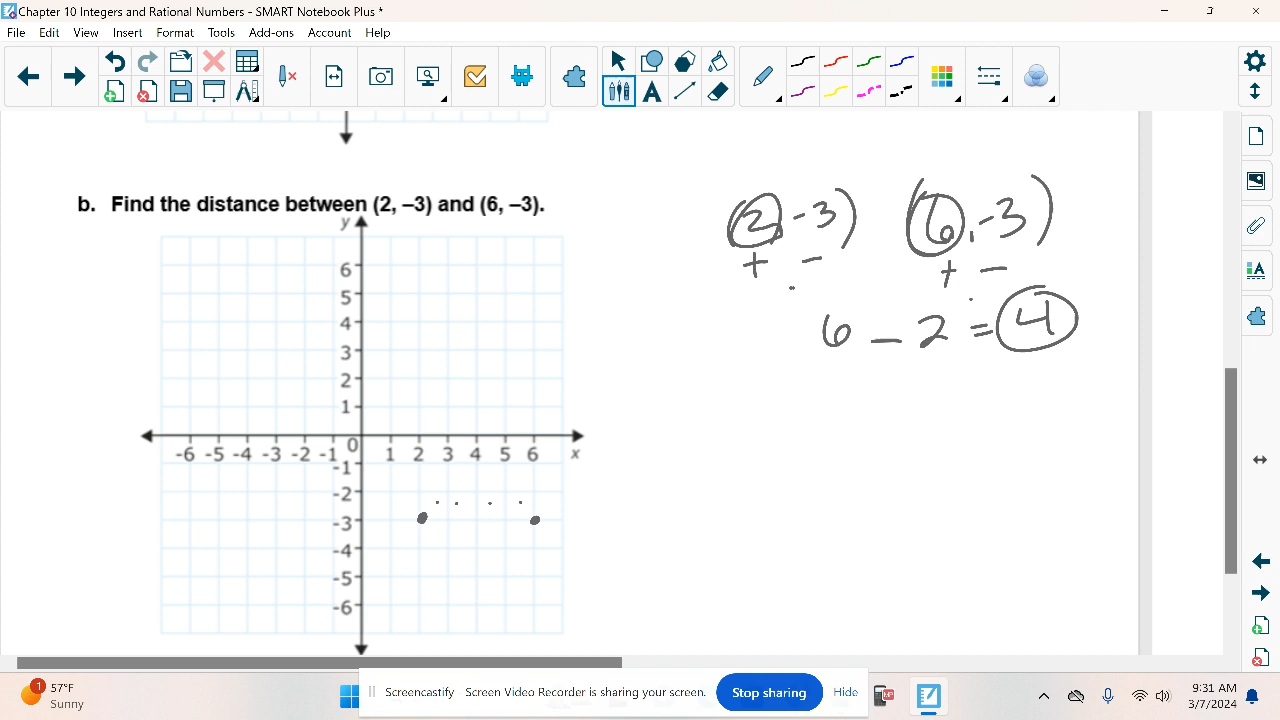 Chapter 10 Integers and Rational Numbers - SMART Notebook Plus *
File Edit View Insert Format Tools Add-ons Account Help
b. Find the distance between (2, –3) and (6, –3).
(2, -3) (6, -3)
+ - + -
6 - 2 = 4
y
6
5
4
3
2
1
0
-6 -5 -4 -3 -2 -1 1 2 3 4 5 6 x
-1
-2
-3
-4
-5
-6
1
57°F
Screencastify - Screen Video Recorder is sharing your screen.
Stop sharing
Hide
9:31 AM
3/7/2024